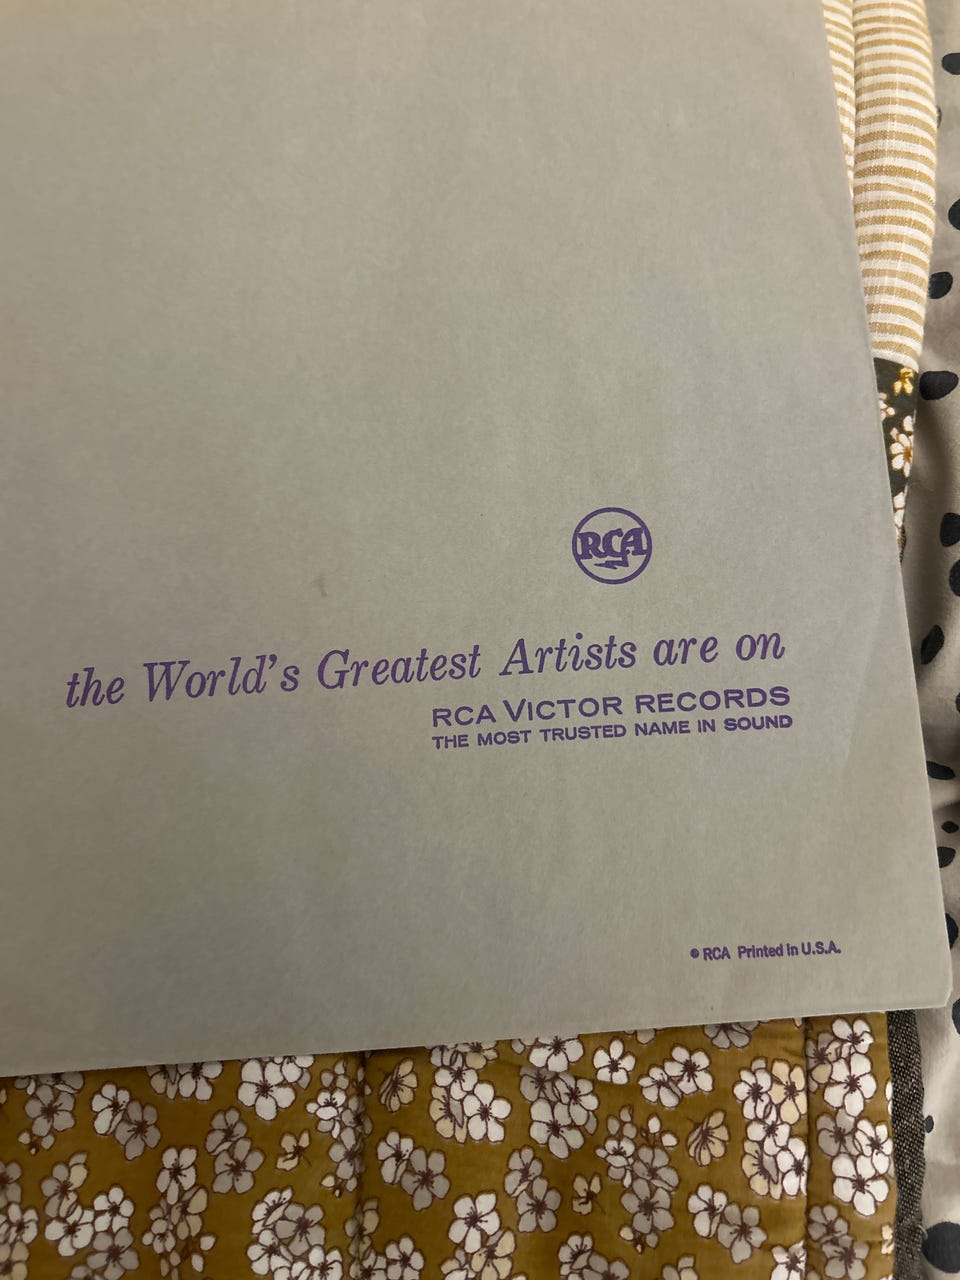 RCA
the World's Greatest Artists are on
RCA VICTOR RECORDS
THE MOST TRUSTED NAME IN SOUND
® RCA Printed in U.S.A.